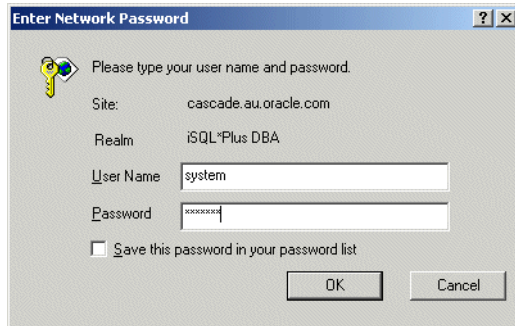 Enter Network Password
Please type your user name and password.
Site: cascade.au.oracle.com
Realm iSQL*Plus DBA
User Name system
Password xxxxxxx
Save this password in your password list
OK Cancel